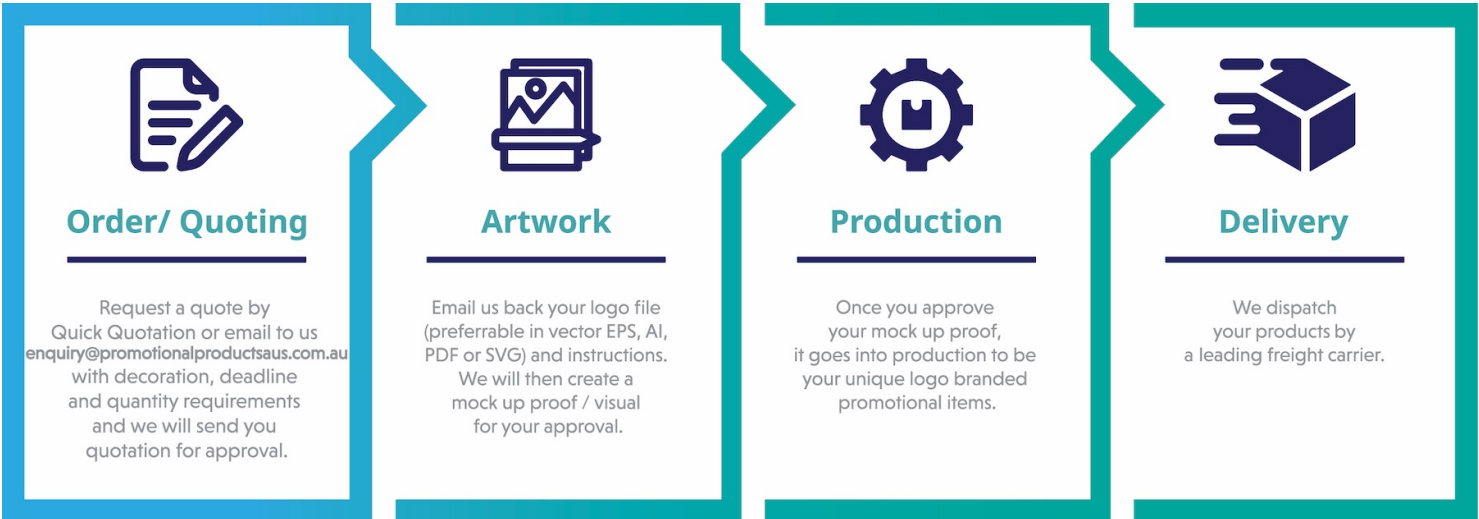 Order/ Quoting
Request a quote by
Quick Quotation or email to us
enquiry@promotionalproductsaus.com.au
with decoration, deadline
and quantity requirements
and we will send you
quotation for approval.
Artwork
Email us back your logo file
(preferrable in vector EPS, AI,
PDF or SVG) and instructions.
We will then create a
mock up proof / visual
for your approval.
Production
Once you approve
your mock up proof,
it goes into production to be
your unique logo branded
promotional items.
Delivery
We dispatch
your products by
a leading freight carrier.